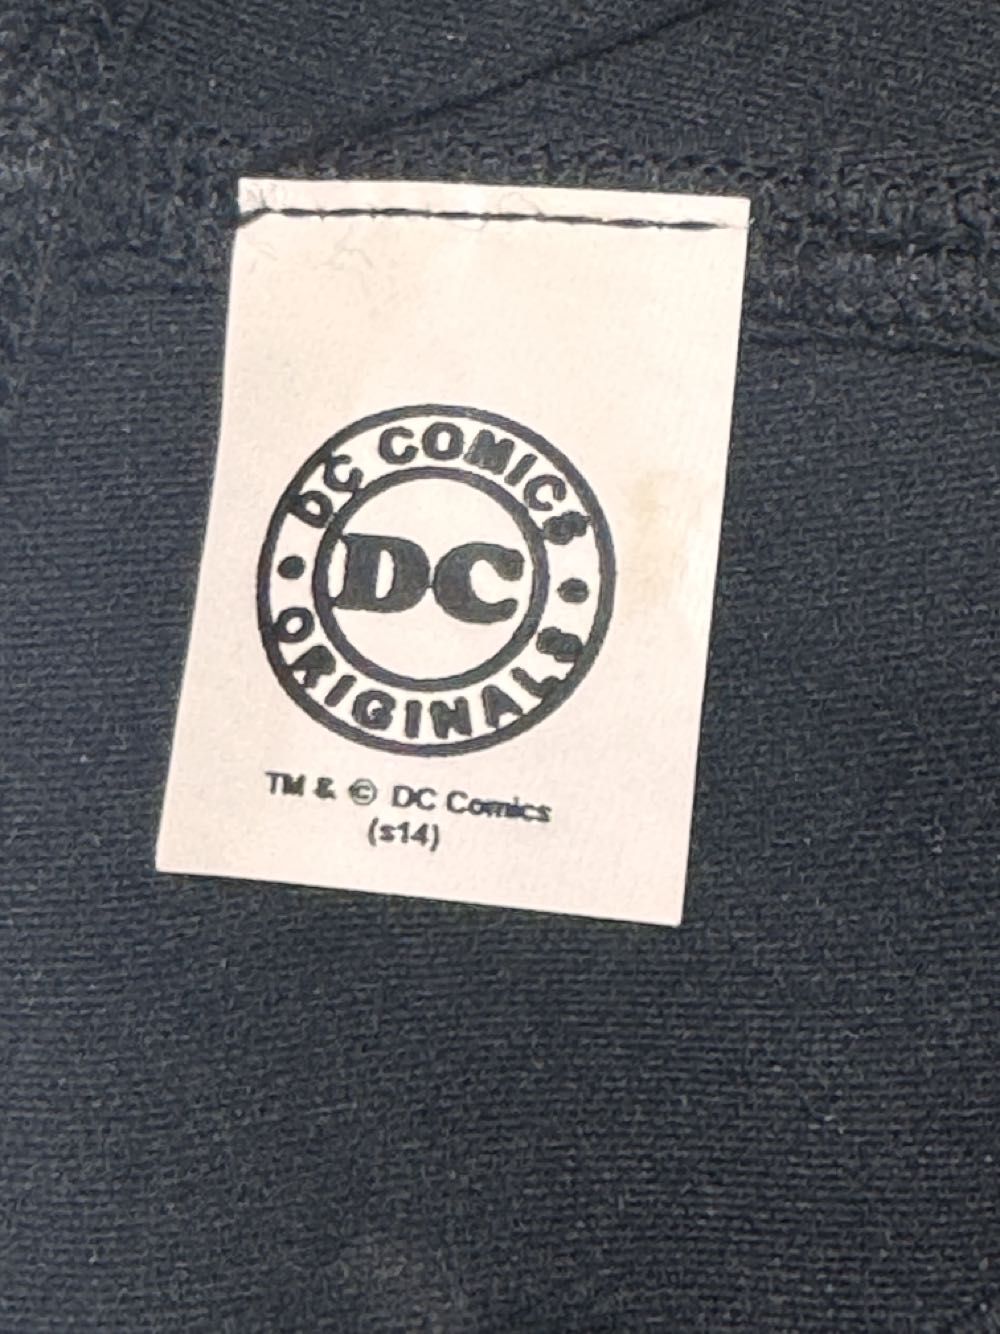 DC COMICS
DC
ORIGINALS
TM & © DC Comics
(s14)